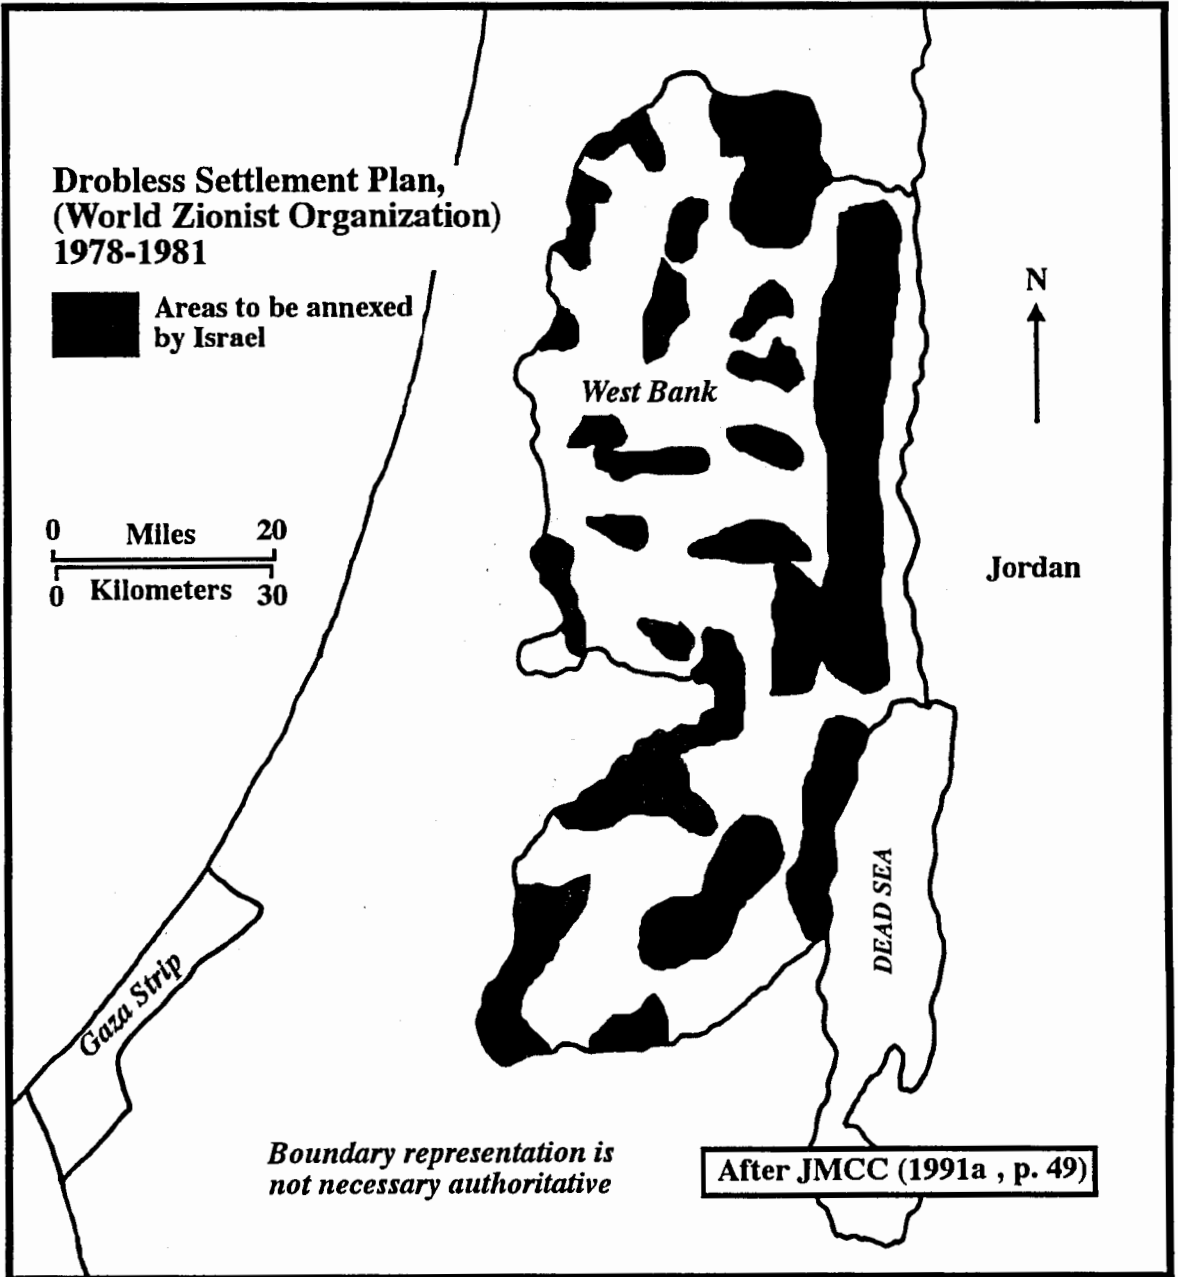 Drobless Settlement Plan,
(World Zionist Organization)
1978-1981
Areas to be annexed
by Israel
N
West Bank
0 Miles 20
0 Kilometers 30
Jordan
DEAD SEA
Gaza Strip
Boundary representation is
not necessary authoritative
After JMCC (1991a , p. 49)